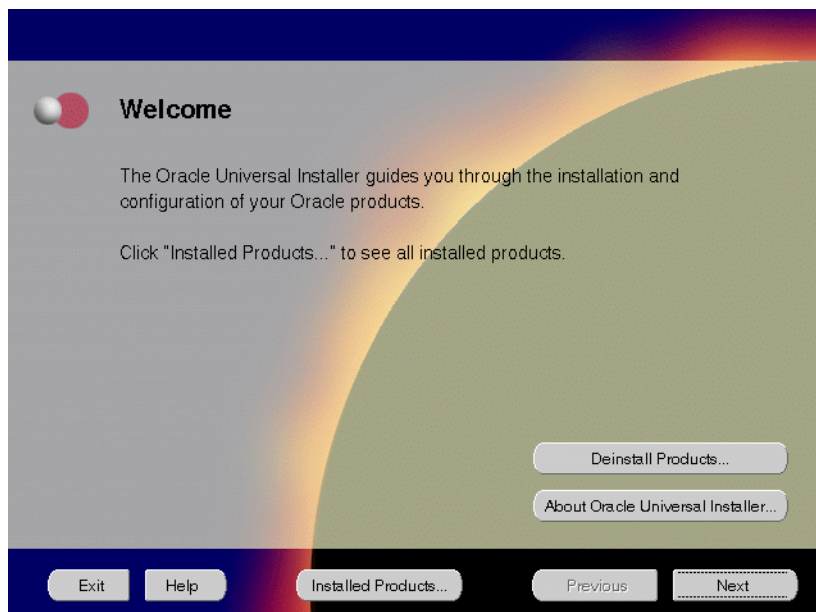 Welcome
The Oracle Universal Installer guides you through the installation and
configuration of your Oracle products.
Click "Installed Products..." to see all installed products.
Deinstall Products...
About Oracle Universal Installer...
Exit
Help
Installed Products...
Previous
Next